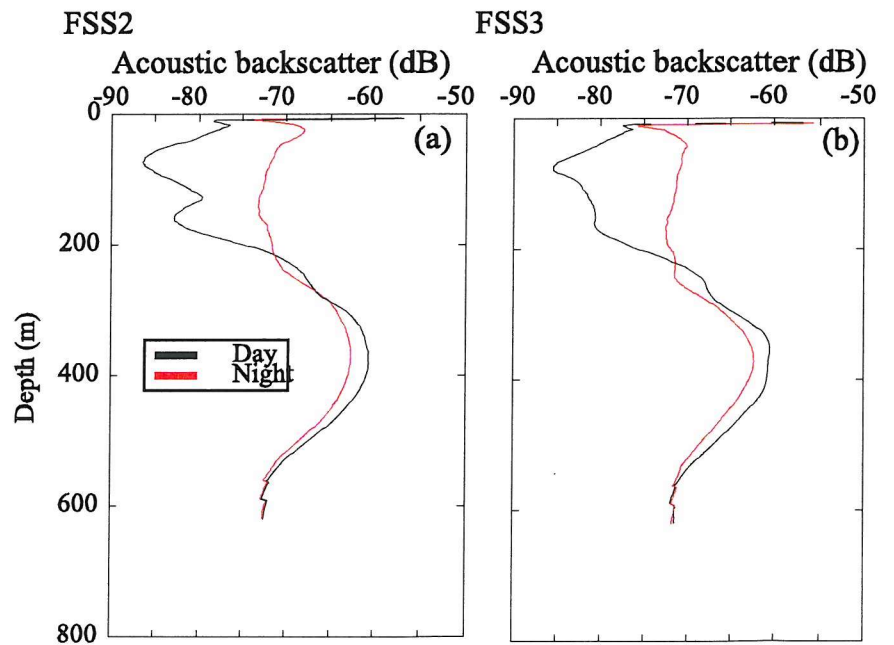 FSS2 FSS3
Acoustic backscatter (dB) Acoustic backscatter (dB)
-90 -80 -70 -60 -50 -90 -80 -70 -60 -50
0
(a) (b)
200
Depth (m)
Day
Night
400
600
800